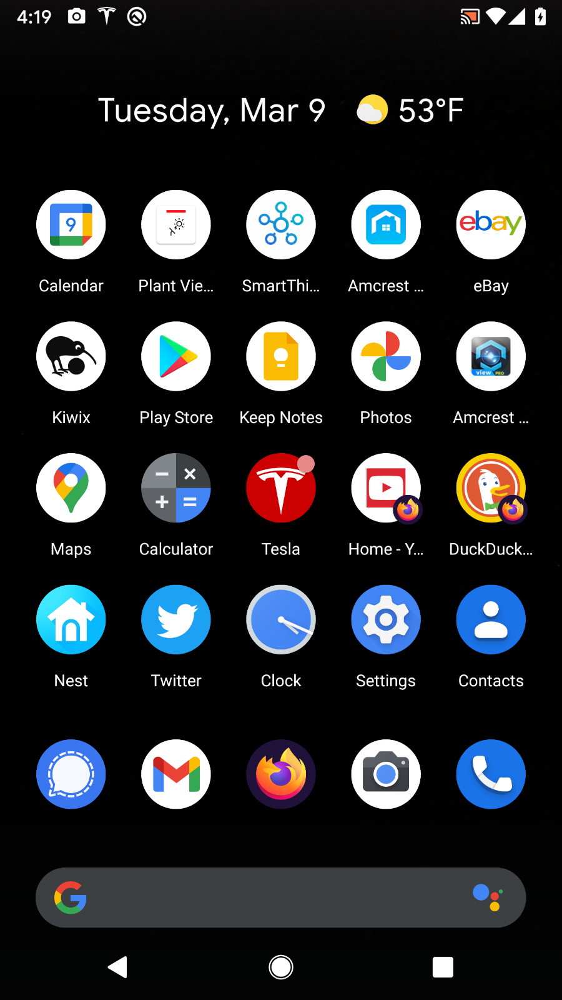 4:19
Tuesday, Mar 9 53°F
9
ebay
Calendar Plant Vie... SmartThi... Amcrest ... eBay
view PRO
Kiwix Play Store Keep Notes Photos Amcrest ...
Maps Calculator Tesla Home - Y... DuckDuck...
Nest Twitter Clock Settings Contacts